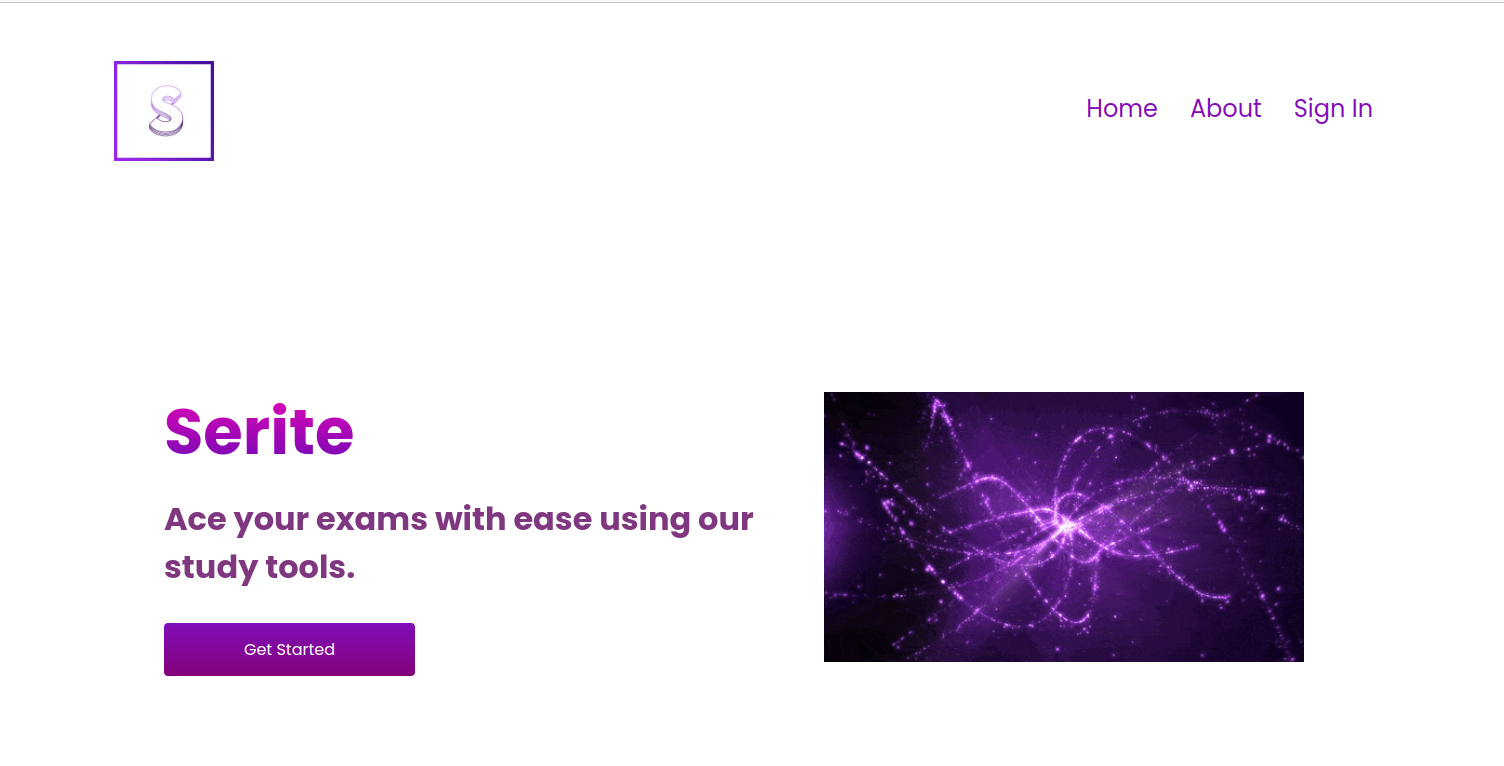 S
Home About Sign In
Serite
Ace your exams with ease using our
study tools.
Get Started